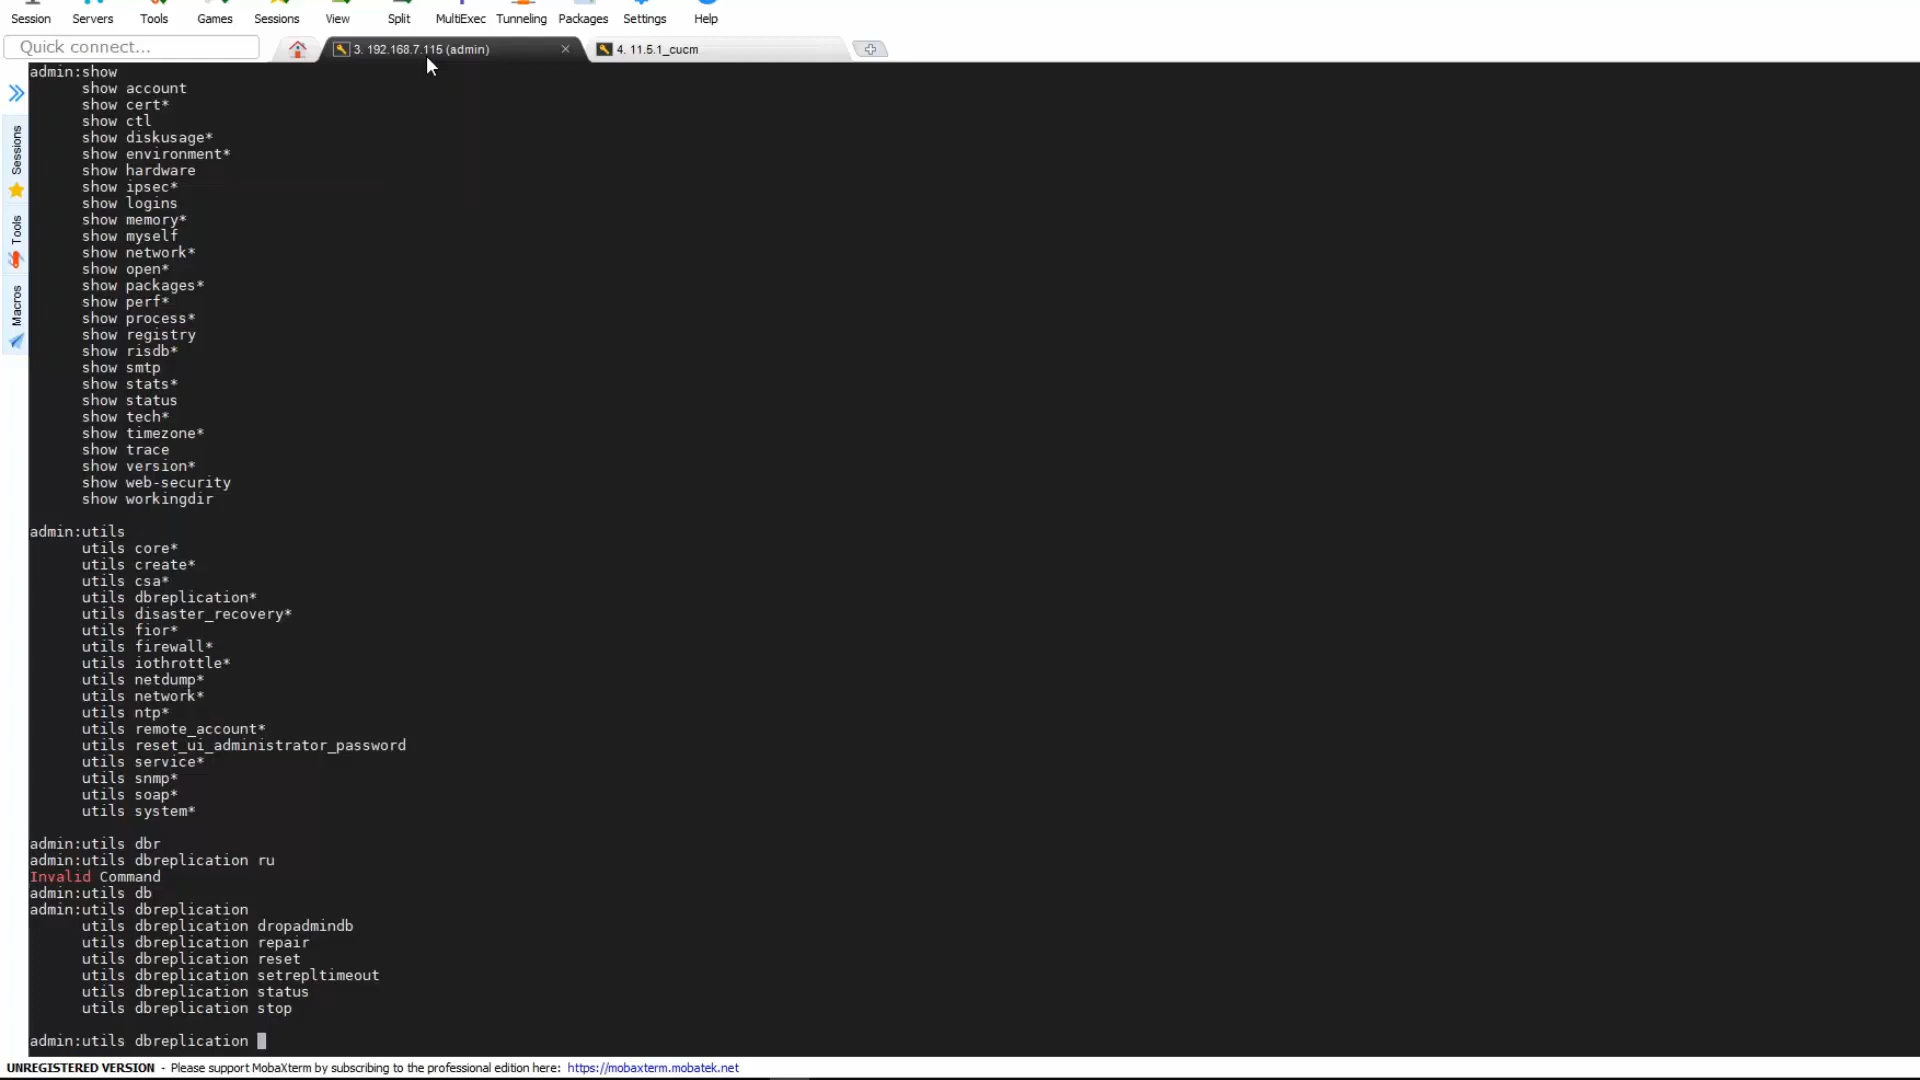 Session Servers Tools Games Sessions View Split MultiExec Tunneling Packages Settings Help
Quick connect... 3. 192.168.7.115 (admin) 4. 11.5.1_cucm
Sessions
Tools
Macros
admin:show
show account
show cert*
show ctl
show diskusage*
show environment*
show hardware
show ipsec*
show logins
show memory*
show myself
show network*
show open*
show packages*
show perf*
show process*
show registry
show risdb*
show smtp
show stats*
show status
show tech*
show timezone*
show trace
show version*
show web-security
show workingdir
admin:utils
utils core*
utils create*
utils csa*
utils dbreplication*
utils disaster_recovery*
utils fior*
utils firewall*
utils iothrottle*
utils netdump*
utils network*
utils ntp*
utils remote_account*
utils reset_ui_administrator_password
utils service*
utils snmp*
utils soap*
utils system*
admin:utils dbr
admin:utils dbreplication ru
Invalid Command
admin:utils db
admin:utils dbreplication
utils dbreplication dropadmindb
utils dbreplication repair
utils dbreplication reset
utils dbreplication setrepltimeout
utils dbreplication status
utils dbreplication stop
admin:utils dbreplication
UNREGISTERED VERSION - Please support MobaXterm by subscribing to the professional edition here: https://mobaxterm.mobatek.net